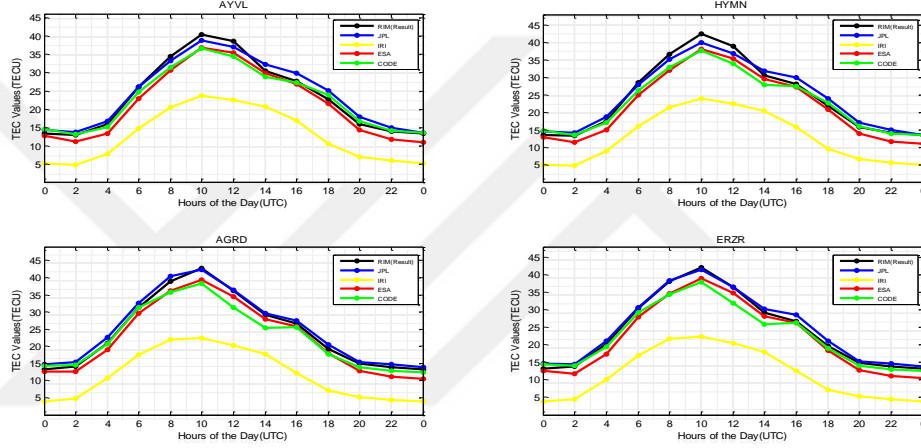 AYVL
TEC Values(TECU)
45
40
35
30
25
20
15
10
5
0 2 4 6 8 10 12 14 16 18 20 22 0
Hours of the Day(UTC)
RIM(Result)
JPL
IRI
ESA
CODE
HYMN
TEC Values(TECU)
45
40
35
30
25
20
15
10
5
0 2 4 6 8 10 12 14 16 18 20 22 0
Hours of the Day(UTC)
RIM(Result)
JPL
IRI
ESA
CODE
AGRD
TEC Values(TECU)
45
40
35
30
25
20
15
10
5
0 2 4 6 8 10 12 14 16 18 20 22 0
Hours of the Day(UTC)
RIM(Result)
JPL
IRI
ESA
CODE
ERZR
TEC Values(TECU)
45
40
35
30
25
20
15
10
5
0 2 4 6 8 10 12 14 16 18 20 22 0
Hours of the Day(UTC)
RIM(Result)
JPL
IRI
ESA
CODE